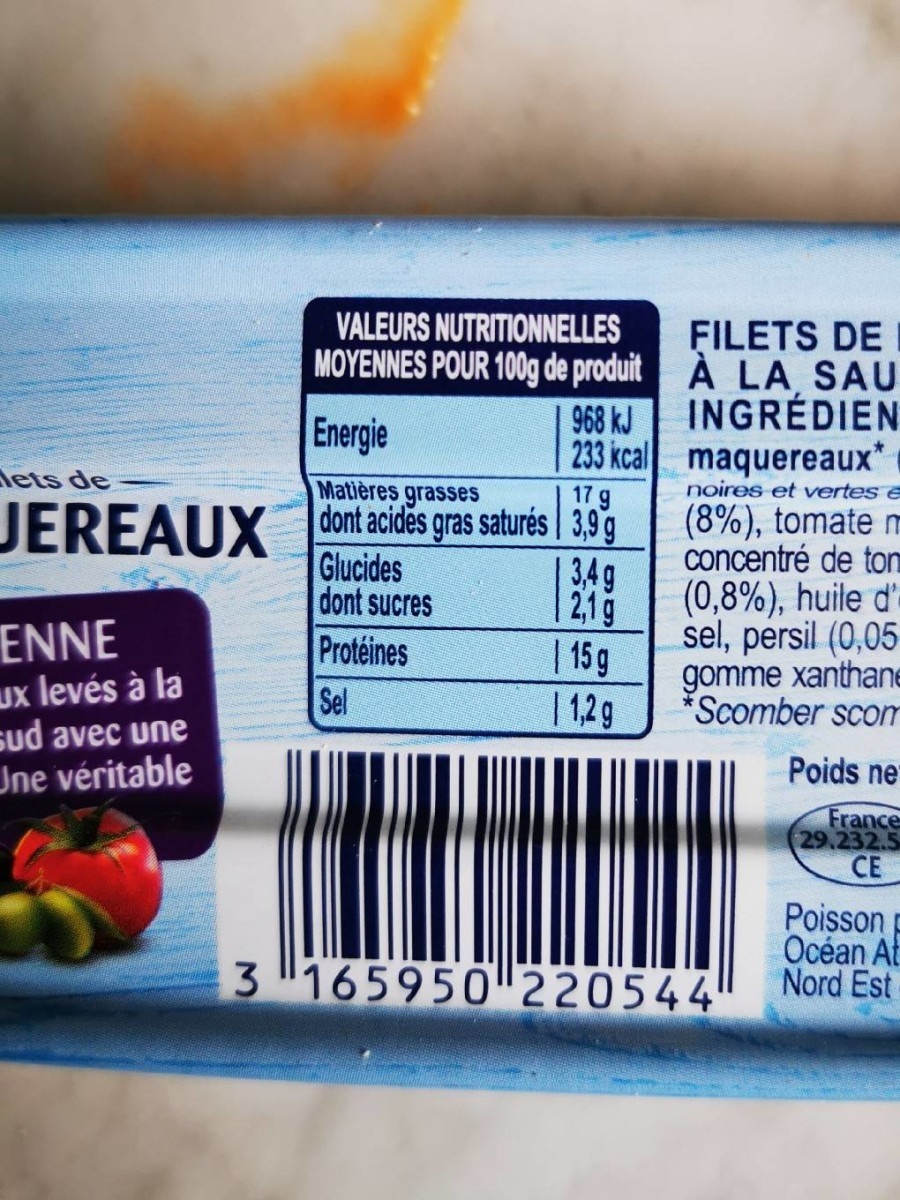 lets de
UEREAUX
ENNE
ux levés à la
sud avec une
Une véritable
VALEURS NUTRITIONNELLES
MOYENNES POUR 100g de produit
Energie 968 kJ
233 kcal
Matières grasses 17 g
dont acides gras saturés 3,9 g
Glucides 3,4 g
dont sucres 2,1 g
Protéines 15 g
Sel 1,2 g
3 165950 220544
FILETS DE
À LA SAU
INGRÉDIEN
maquereaux*
noires et vertes
(8%), tomate
concentré de
(0,8%), huile d'
sel, persil (0,05
gomme xanthane
*Scomber scom
Poids ne
France
29.232.5
CE
Poisson
Océan At
Nord Est